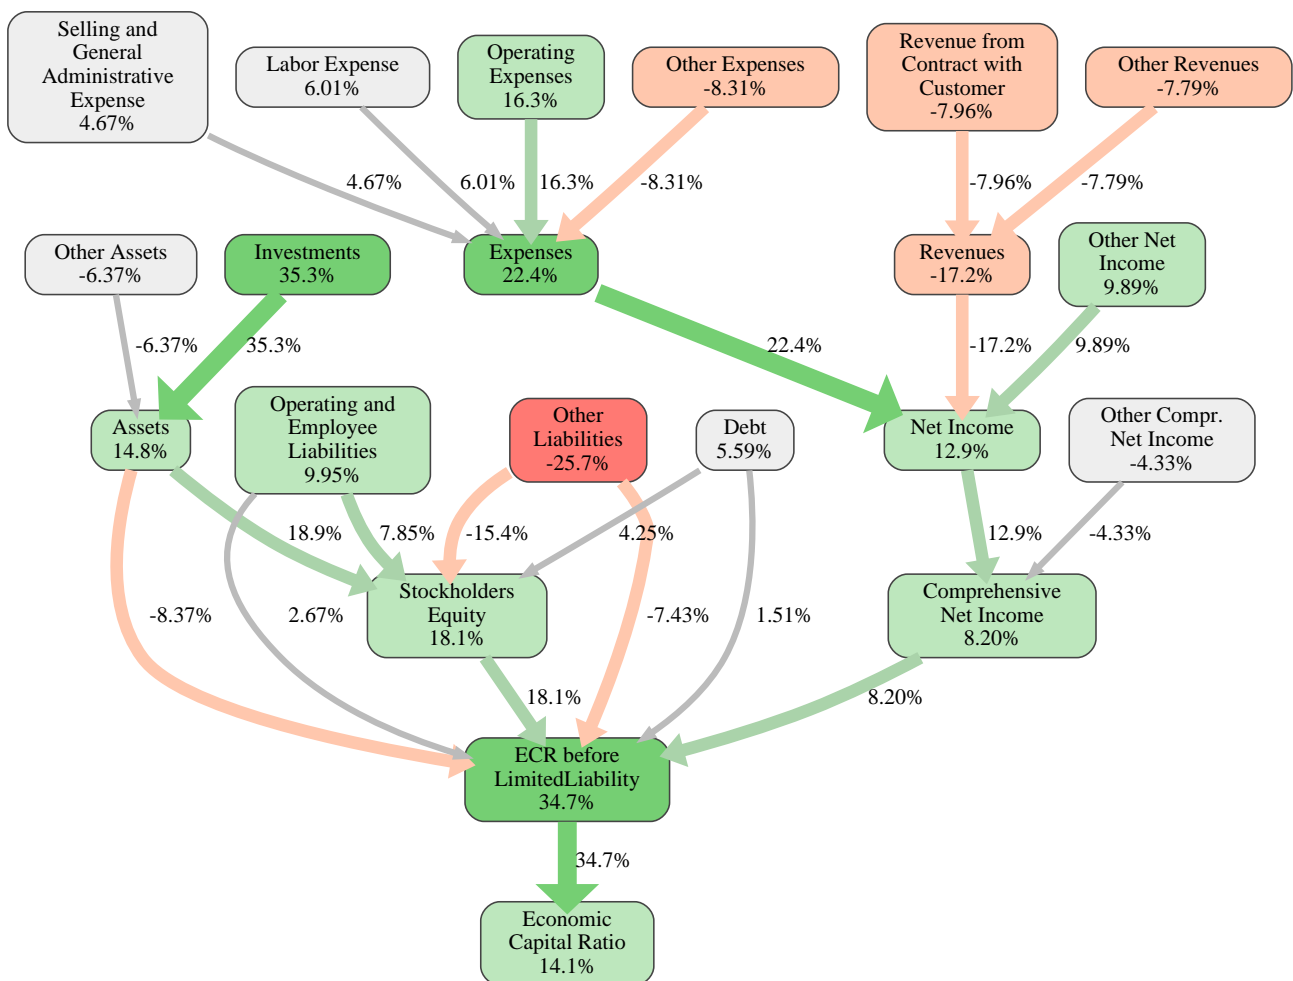 Selling and
General
Administrative
Expense
4.67%
Labor Expense
6.01%
Operating
Expenses
16.3%
Other Expenses
-8.31%
Revenue from
Contract with
Customer
-7.96%
Other Revenues
-7.79%
4.67%
6.01%
16.3%
-8.31%
-7.96%
-7.79%
Other Assets
-6.37%
Investments
35.3%
Expenses
22.4%
Revenues
-17.2%
Other Net
Income
9.89%
-6.37%
35.3%
22.4%
-17.2%
9.89%
Assets
14.8%
Operating and
Employee
Liabilities
9.95%
Other
Liabilities
-25.7%
Debt
5.59%
Net Income
12.9%
Other Compr.
Net Income
-4.33%
18.9%
7.85%
-15.4%
4.25%
12.9%
-4.33%
-8.37%
2.67%
Stockholders
Equity
18.1%
-7.43%
1.51%
Comprehensive
Net Income
8.20%
18.1%
8.20%
ECR before
LimitedLiability
34.7%
34.7%
Economic
Capital Ratio
14.1%